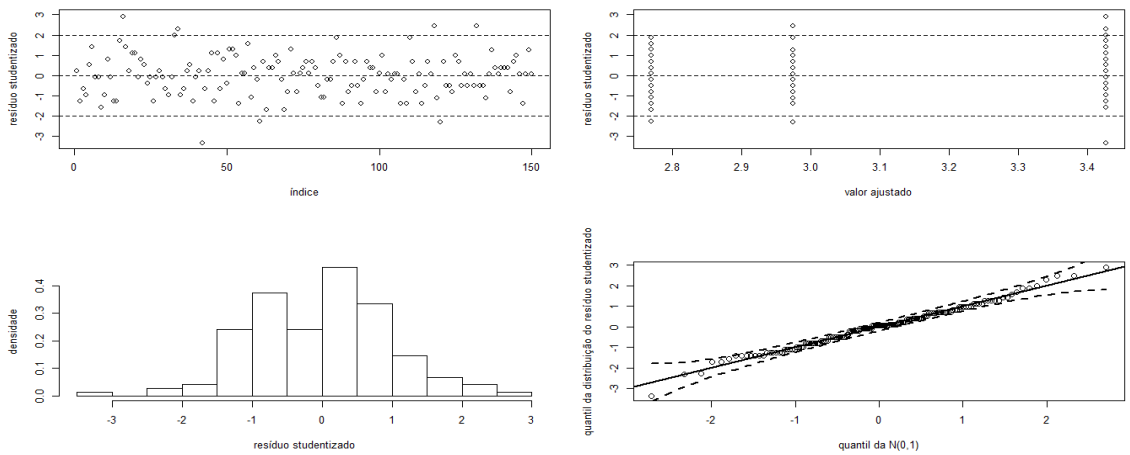 resíduo studentizado
3
2
1
0
-1
-2
-3
0 50 100 150
índice
resíduo studentizado
3
2
1
0
-1
-2
-3
2.8 2.9 3.0 3.1 3.2 3.3 3.4
valor ajustado
densidade
0.4
0.3
0.2
0.1
0.0
-3 -2 -1 0 1 2 3
resíduo studentizado
quantil da distribuição do resíduo studentizado
3
2
1
0
-1
-2
-3
-2 -1 0 1 2
quantil da N(0,1)